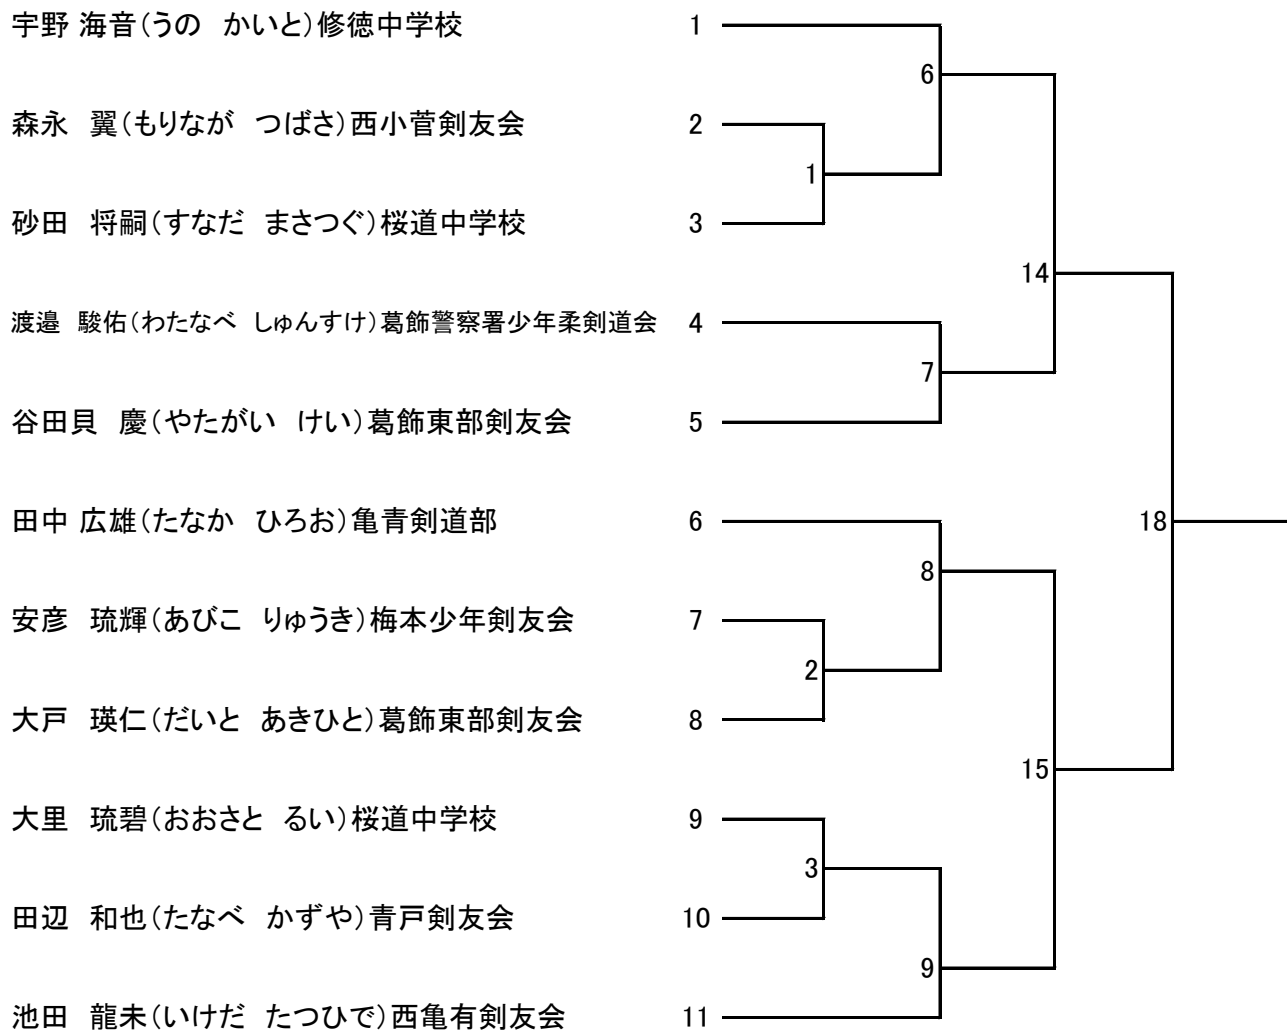 宇野 海音(うの　かいと)修徳中学校 1
6
森永　翼(もりなが　つばさ)西小菅剣友会 2
1
砂田　将嗣(すなだ　まさつぐ)桜道中学校 3
14
渡邉　駿佑(わたなべ　しゅんすけ)葛飾警察署少年柔剣道会 4
7
谷田貝　慶(やたがい　けい)葛飾東部剣友会 5
田中 広雄(たなか　ひろお)亀青剣道部 6
18
8
安彦　琉輝(あびこ　りゅうき)梅本少年剣友会 7
2
大戸　瑛仁(だいと　あきひと)葛飾東部剣友会 8
15
大里　琉碧(おおさと　るい)桜道中学校 9
3
田辺　和也(たなべ　かずや)青戸剣友会 10
9
池田　龍未(いけだ　たつひで)西亀有剣友会 11